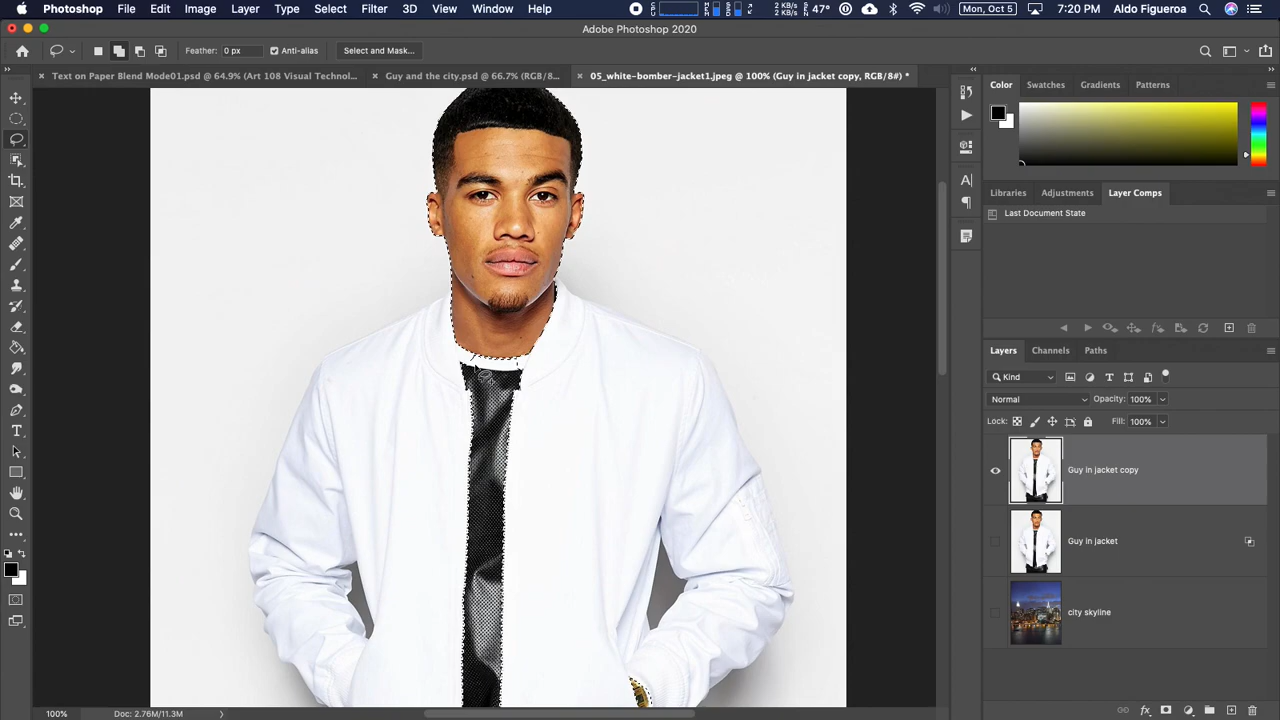 Photoshop File Edit Image Layer Type Select Filter 3D View Window Help 2 KB/s 2 KB/s 47° Mon, Oct 5 7:20 PM Aldo Figueroa
Adobe Photoshop 2020
Feather: 0 px Anti-alias Select and Mask...
Text on Paper Blend Mode01.psd @ 64.9% (Art 108 Visual Technol... Guy and the city.psd @ 66.7% (RGB/8... 05_white-bomber-jacket1.jpeg @ 100% (Guy in jacket copy, RGB/8#) *
Color Swatches Gradients Patterns
Libraries Adjustments Layer Comps
Last Document State
Layers Channels Paths
Kind
Normal Opacity: 100%
Lock: Fill: 100%
Guy in jacket copy
Guy in jacket
city skyline
100% Doc: 2.76M/11.3M